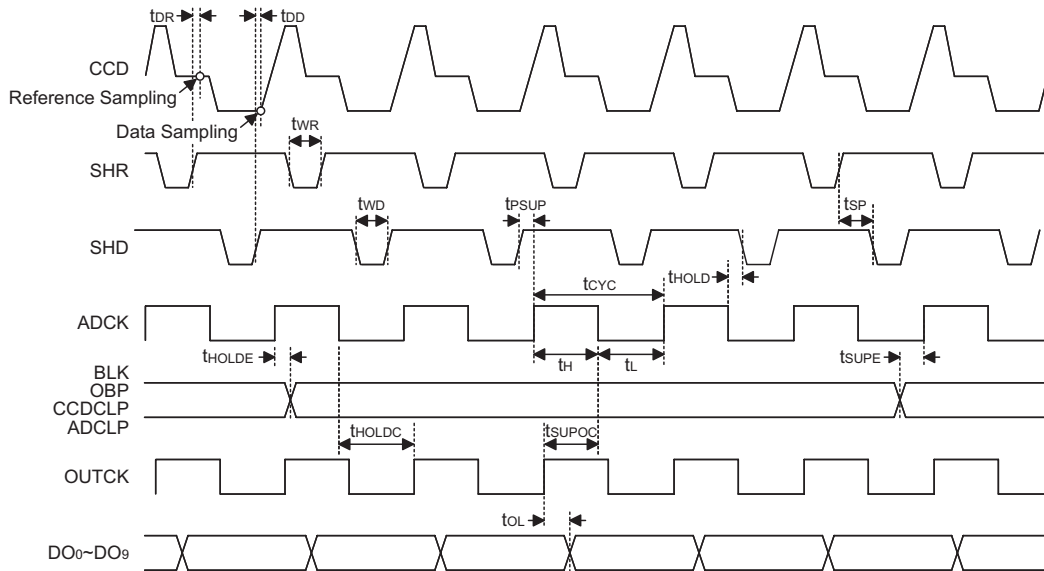 tDR
tDD
CCD
Reference Sampling
Data Sampling
tWR
SHR
tWD
tPSUP
tSP
SHD
tHOLD
tCYC
ADCK
tHOLDE
tH
tL
tSUPE
BLK
OBP
CCDCLP
ADCLP
tHOLDC
tSUPOC
OUTCK
tOL
DO0~DO9